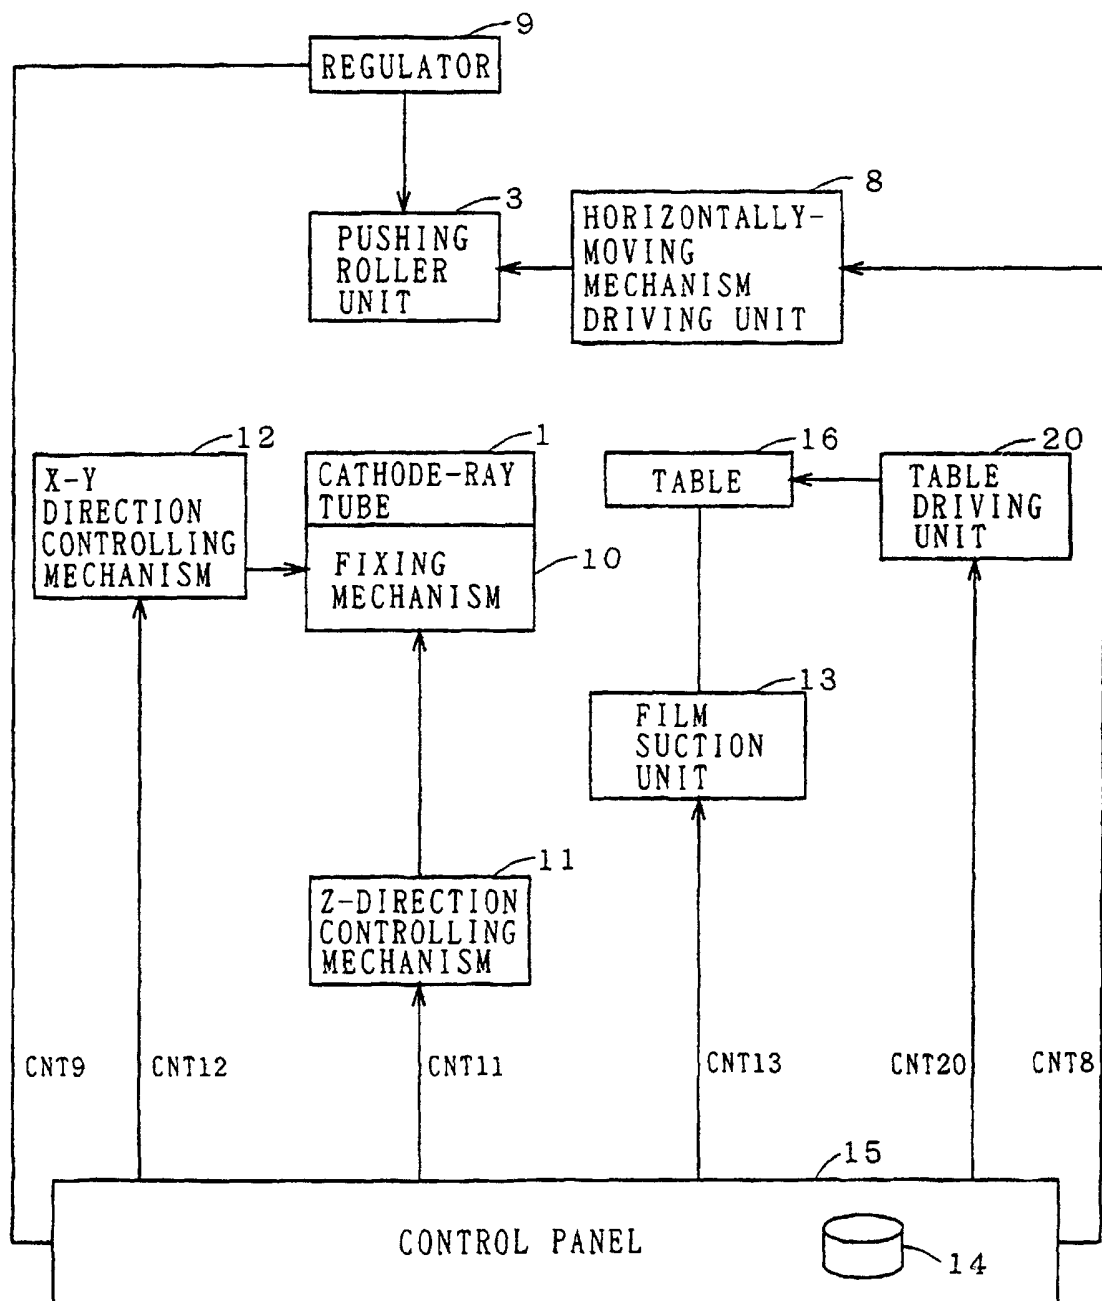 9
REGULATOR
3
8
PUSHING
ROLLER
UNIT
HORIZONTALLY-
MOVING
MECHANISM
DRIVING UNIT
12
X-Y
DIRECTION
CONTROLLING
MECHANISM
1
CATHODE-RAY
TUBE
FIXING
MECHANISM
10
16
TABLE
20
TABLE
DRIVING
UNIT
13
FILM
SUCTION
UNIT
11
Z-DIRECTION
CONTROLLING
MECHANISM
CNT9
CNT12
CNT11
CNT13
CNT20
CNT8
15
CONTROL PANEL
14